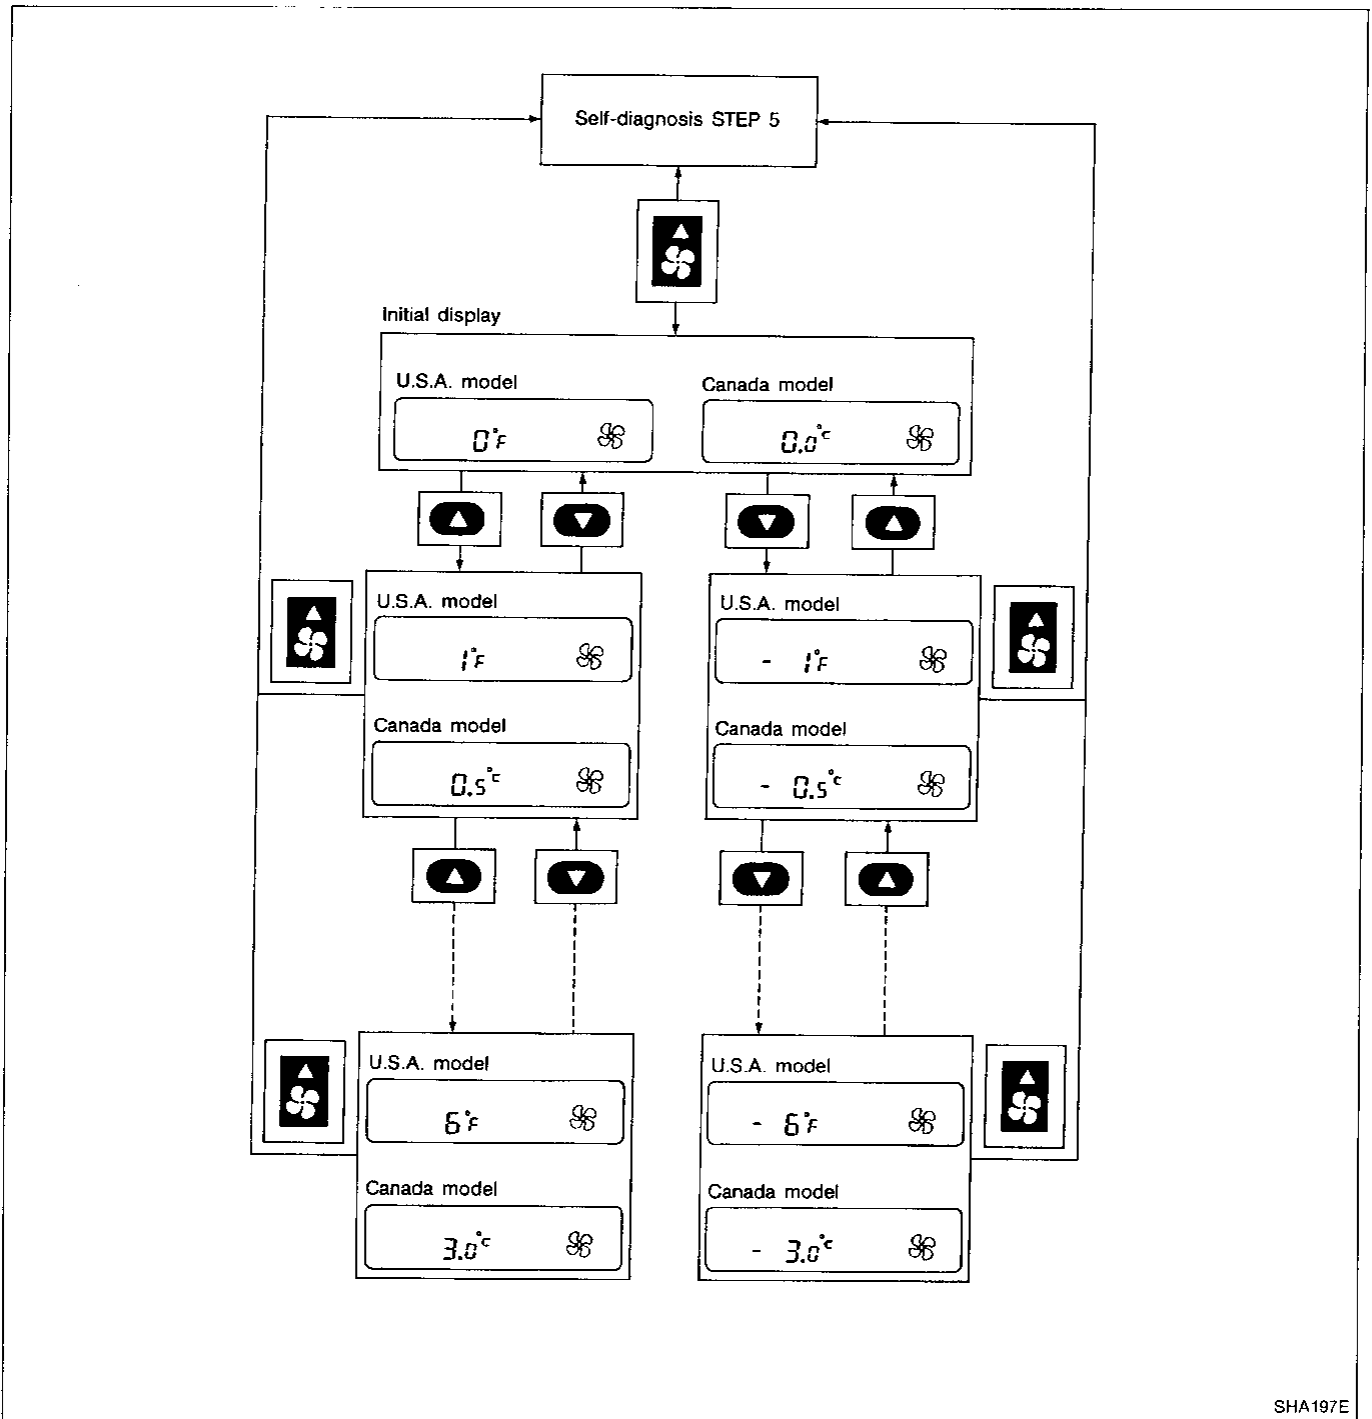 Self-diagnosis STEP 5
Initial display
U.S.A. model
Canada model
0°F
0.0°C
U.S.A. model
1°F
Canada model
0.5°C
U.S.A. model
- 1°F
Canada model
- 0.5°C
U.S.A. model
6°F
Canada model
3.0°C
U.S.A. model
- 6°F
Canada model
- 3.0°C
SHA197E